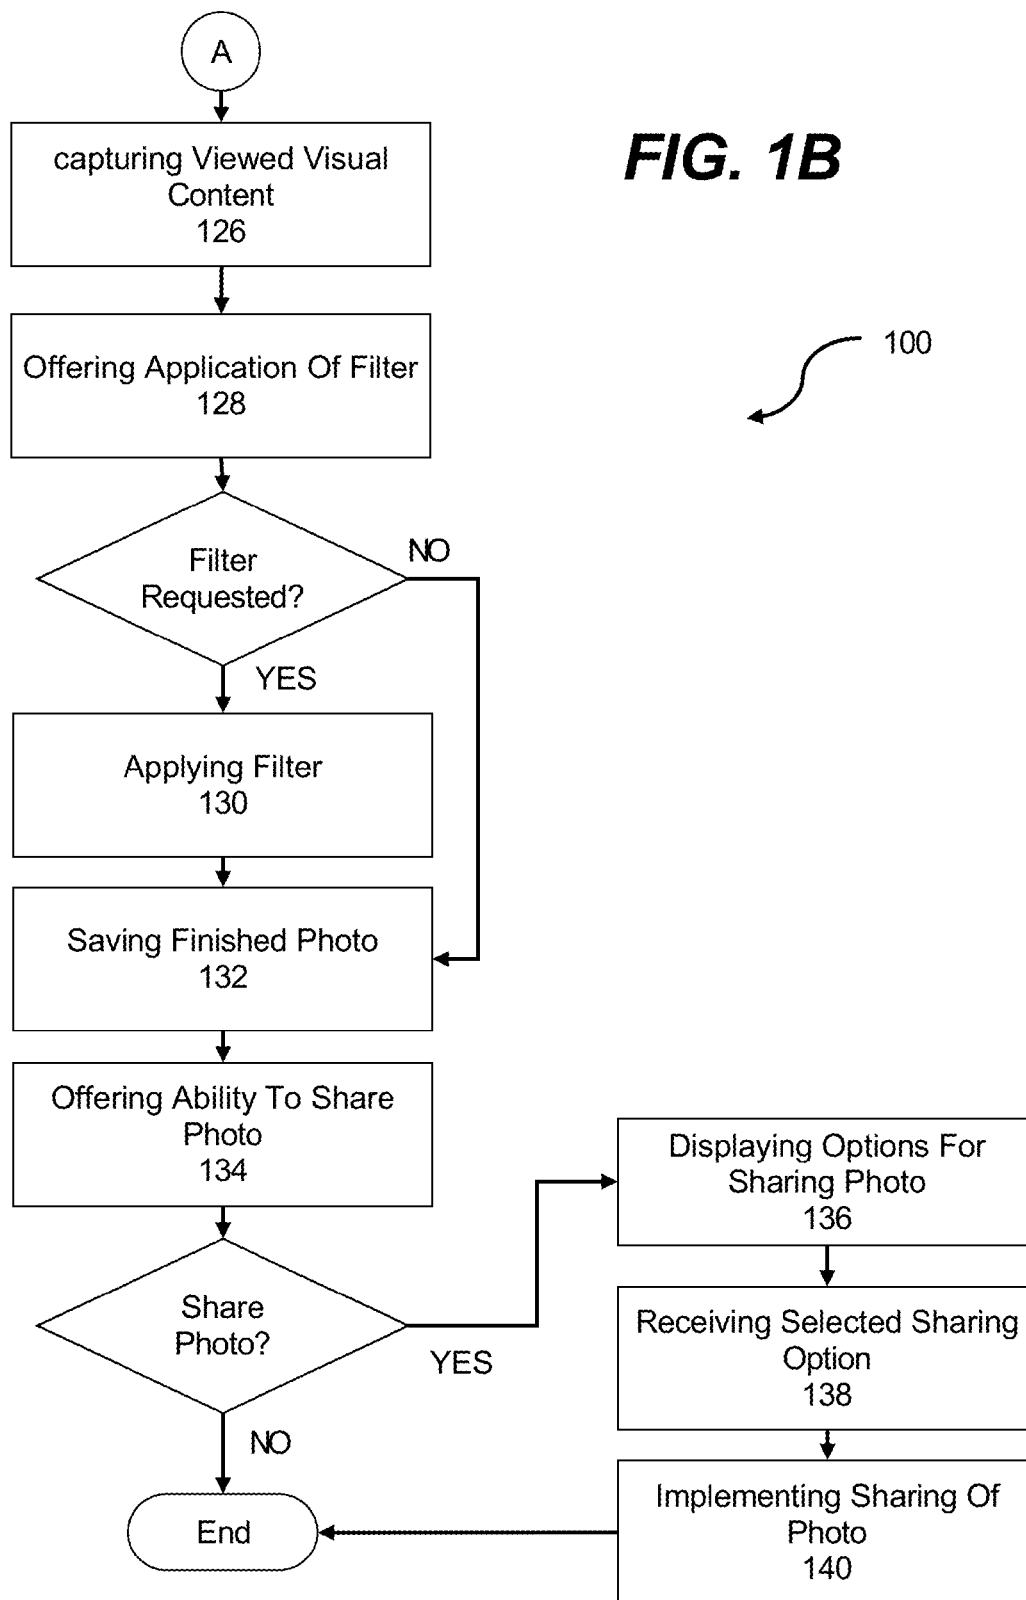 A
capturing Viewed Visual
Content
126
FIG. 1B
Offering Application Of Filter
128
100
Filter
Requested?
NO
YES
Applying Filter
130
Saving Finished Photo
132
Offering Ability To Share
Photo
134
Share
Photo?
YES
NO
Displaying Options For
Sharing Photo
136
Receiving Selected Sharing
Option
138
Implementing Sharing Of
Photo
140
End